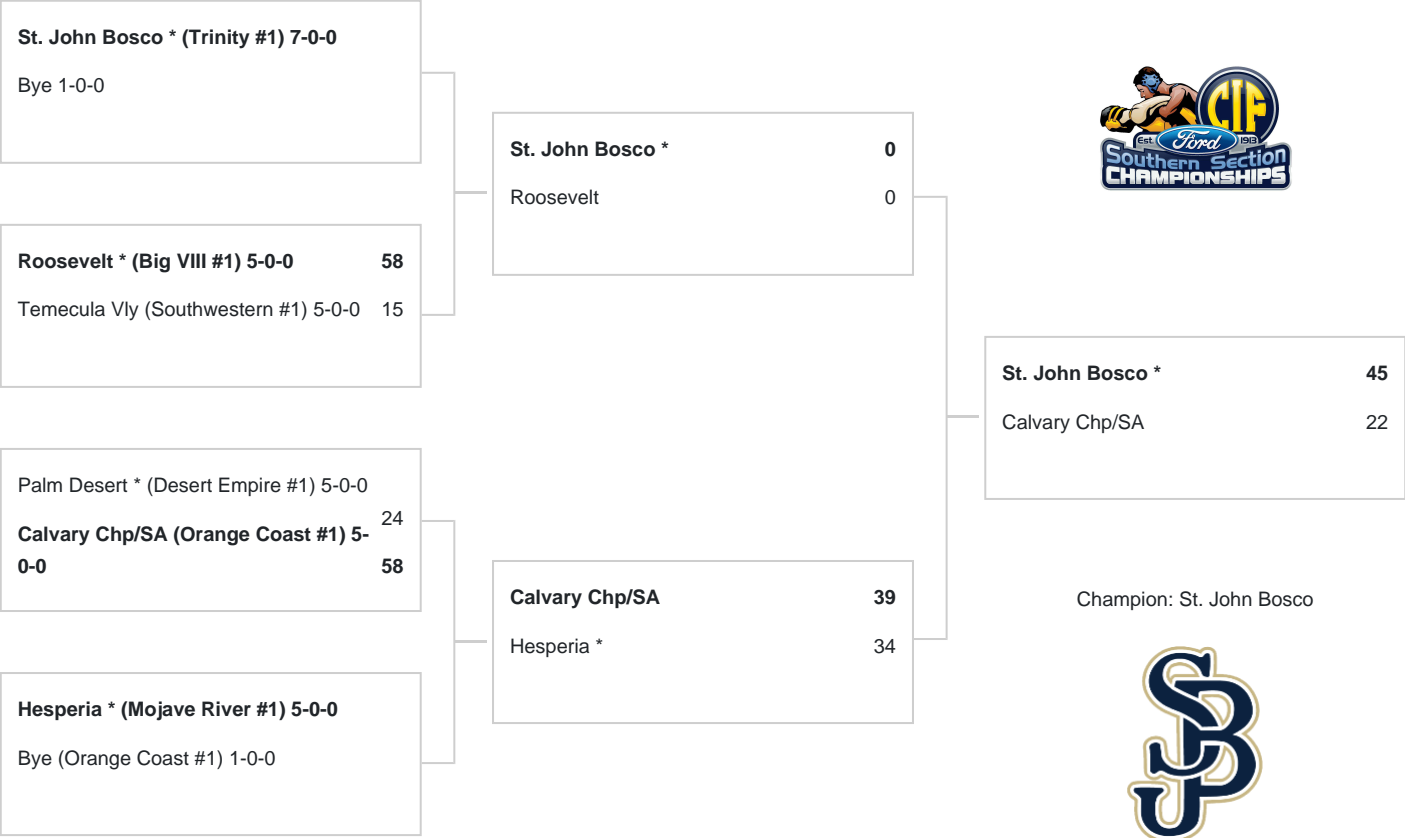 St. John Bosco * (Trinity #1) 7-0-0
Bye 1-0-0
Roosevelt * (Big VIII #1) 5-0-0 58
Temecula Vly (Southwestern #1) 5-0-0 15
Palm Desert * (Desert Empire #1) 5-0-0
24
Calvary Chp/SA (Orange Coast #1) 5-
0-0 58
Hesperia * (Mojave River #1) 5-0-0
Bye (Orange Coast #1) 1-0-0
St. John Bosco * 0
Roosevelt 0
Calvary Chp/SA 39
Hesperia * 34
CIF
Est. Ford 1913
Southern Section
CHAMPIONSHIPS
St. John Bosco * 45
Calvary Chp/SA 22
Champion: St. John Bosco
SJB